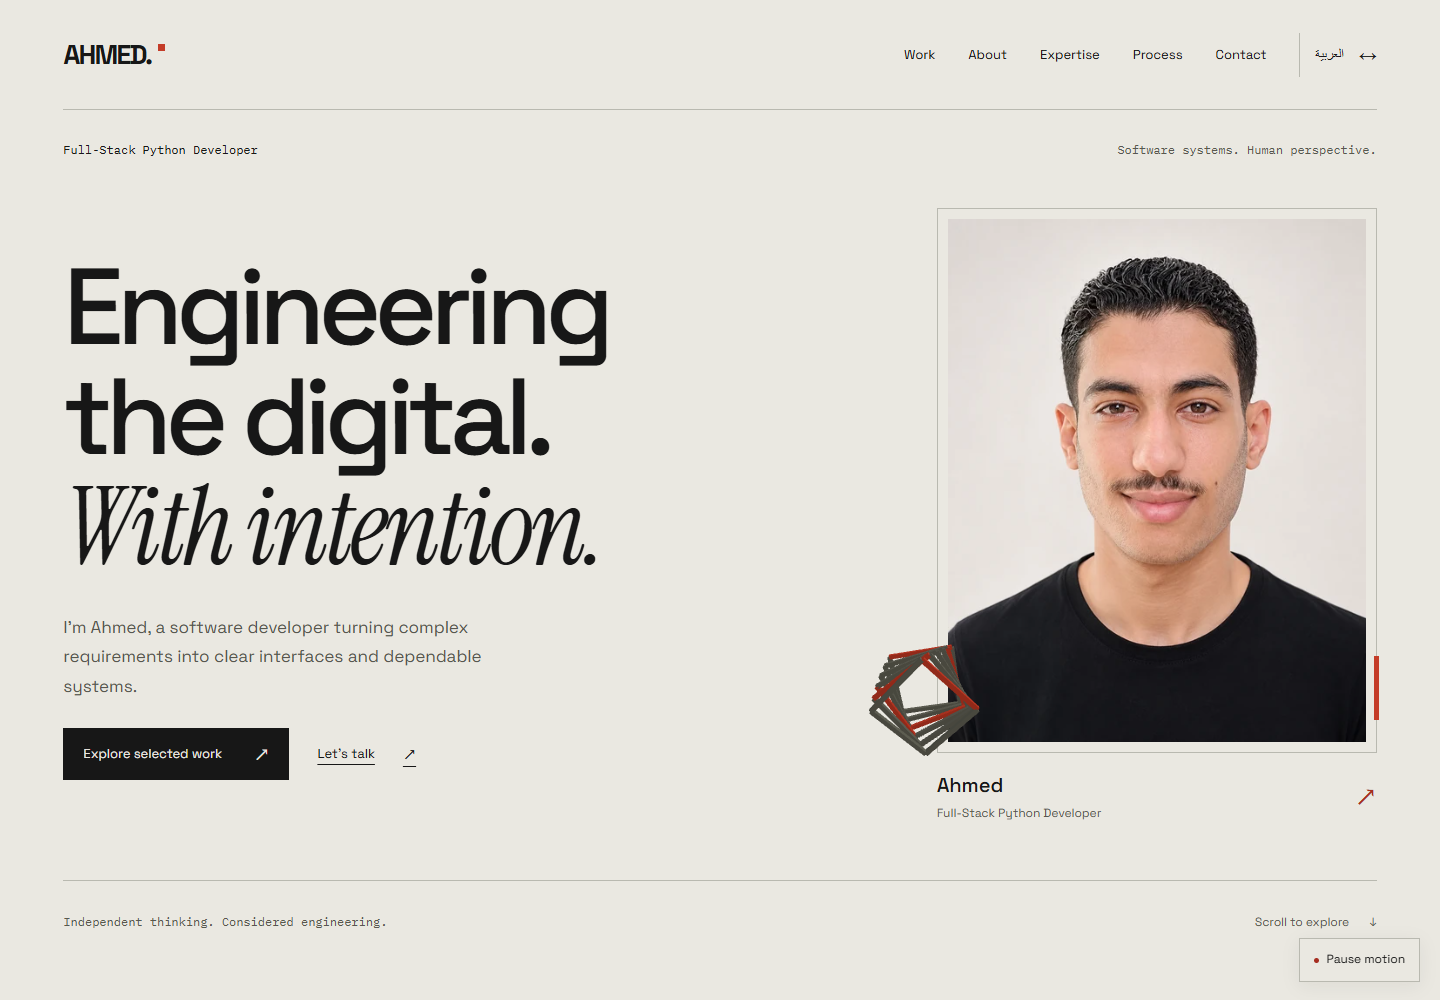 AHMED.
Work About Expertise Process Contact العربية ↔
Full-Stack Python Developer
Software systems. Human perspective.
Engineering
the digital.
With intention.
I'm Ahmed, a software developer turning complex
requirements into clear interfaces and dependable
systems.
Explore selected work ↗
Let's talk ↗
Ahmed
Full-Stack Python Developer
↗
Independent thinking. Considered engineering.
Scroll to explore ↓
Pause motion